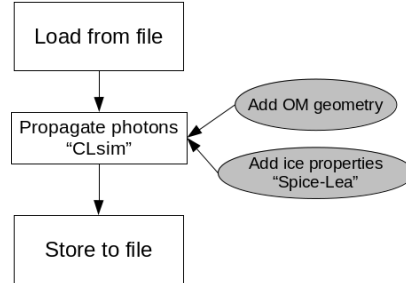 Load from file
Add OM geometry
Propagate photons
“CLsim”
Add ice properties
“Spice-Lea”
Store to file